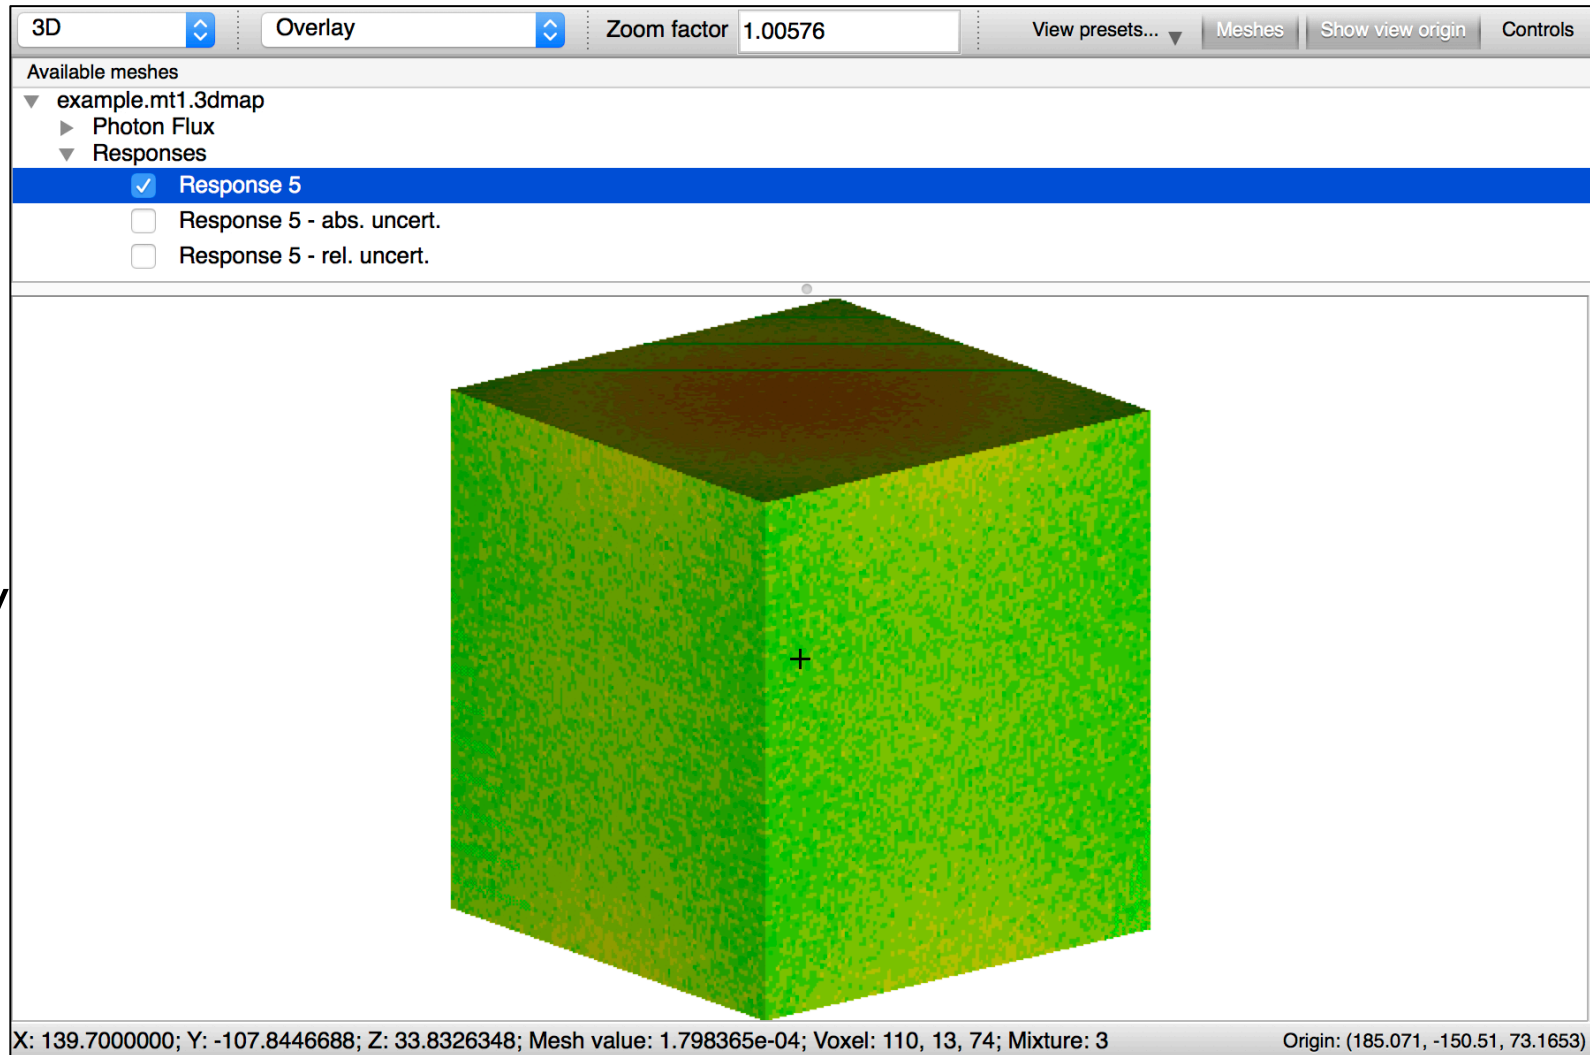 3D Overlay Zoom factor 1.00576 View presets... Meshes Show view origin Controls
Available meshes
example.mt1.3dmap
Photon Flux
Responses
Response 5
Response 5 - abs. uncert.
Response 5 - rel. uncert.
y
X: 139.7000000; Y: -107.8446688; Z: 33.8326348; Mesh value: 1.798365e-04; Voxel: 110, 13, 74; Mixture: 3 Origin: (185.071, -150.51, 73.1653)